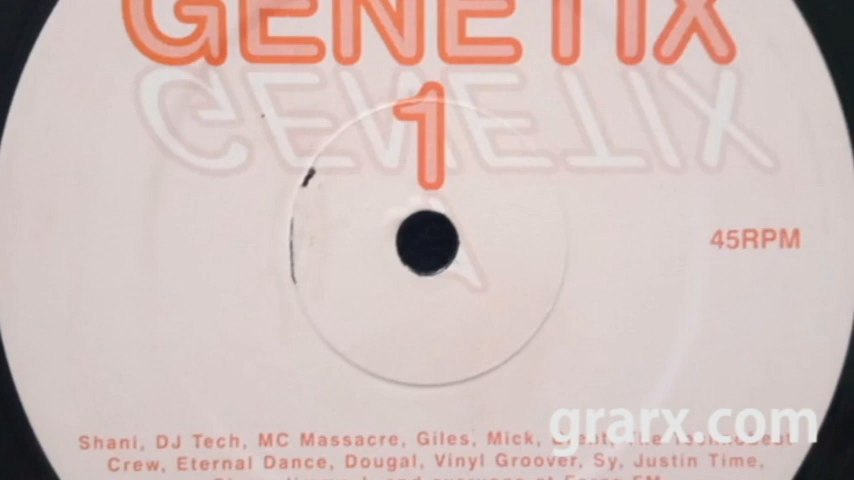 GENETIX
1
45RPM
grarx.com
Shani, DJ Tech, MC Massacre, Giles, Mick,
Crew, Eternal Dance, Dougal, Vinyl Groover, Sy, Justin Time,